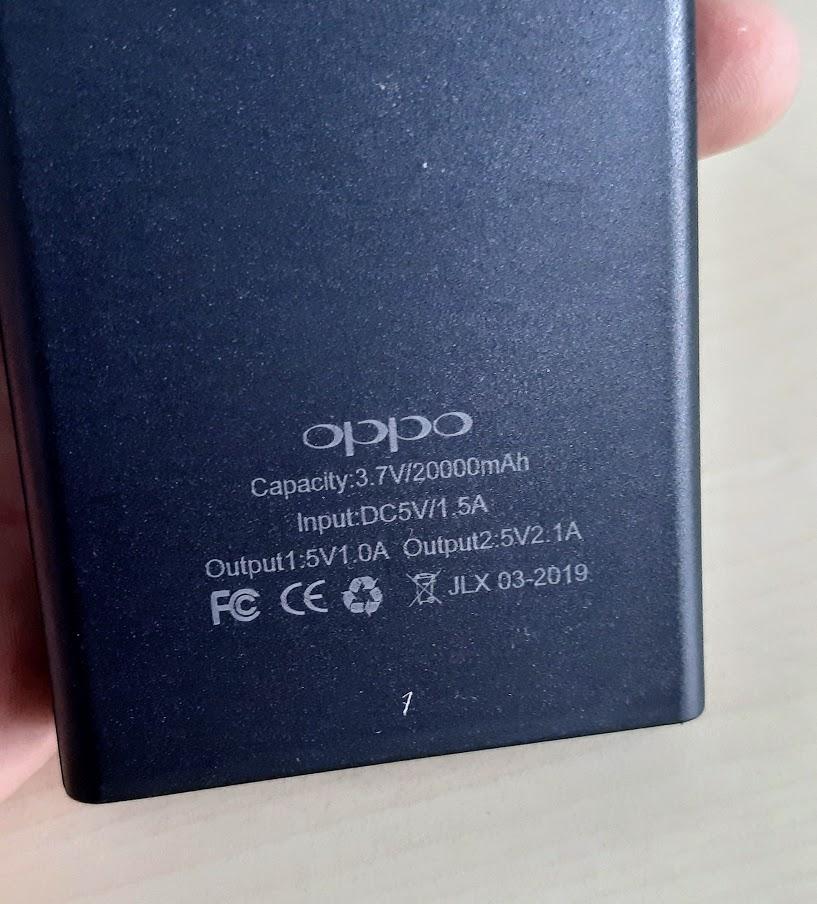 oppo
Capacity:3.7V/20000mAh
Input:DC5V/1.5A
Output1:5V1.0A Output2:5V2.1A
FC CE JLX 03-2019
1